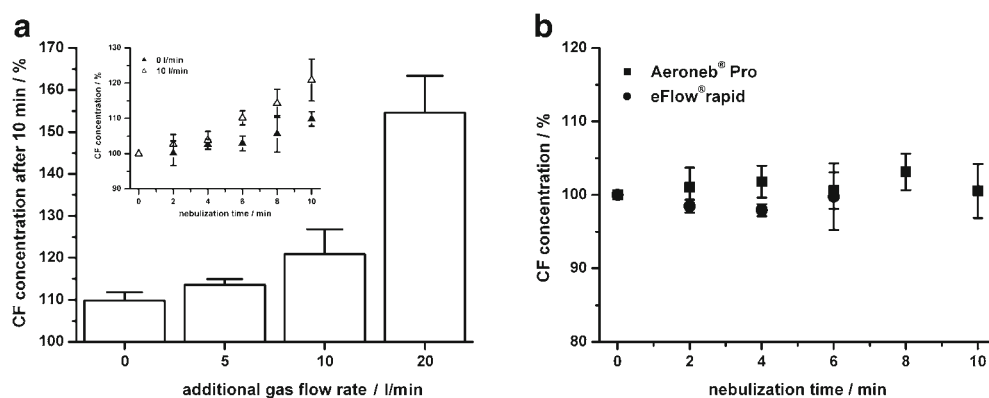 a
CF concentration after 10 min / %
170
160
150
140
130
120
110
100
0
5
10
20
additional gas flow rate / l/min
CF concentration / %
130
120
110
100
90
0 l/min
10 l/min
0
2
4
6
8
10
nebulization time / min
b
CF concentration / %
120
110
100
90
80
Aeroneb® Pro
eFlow®rapid
0
2
4
6
8
10
nebulization time / min